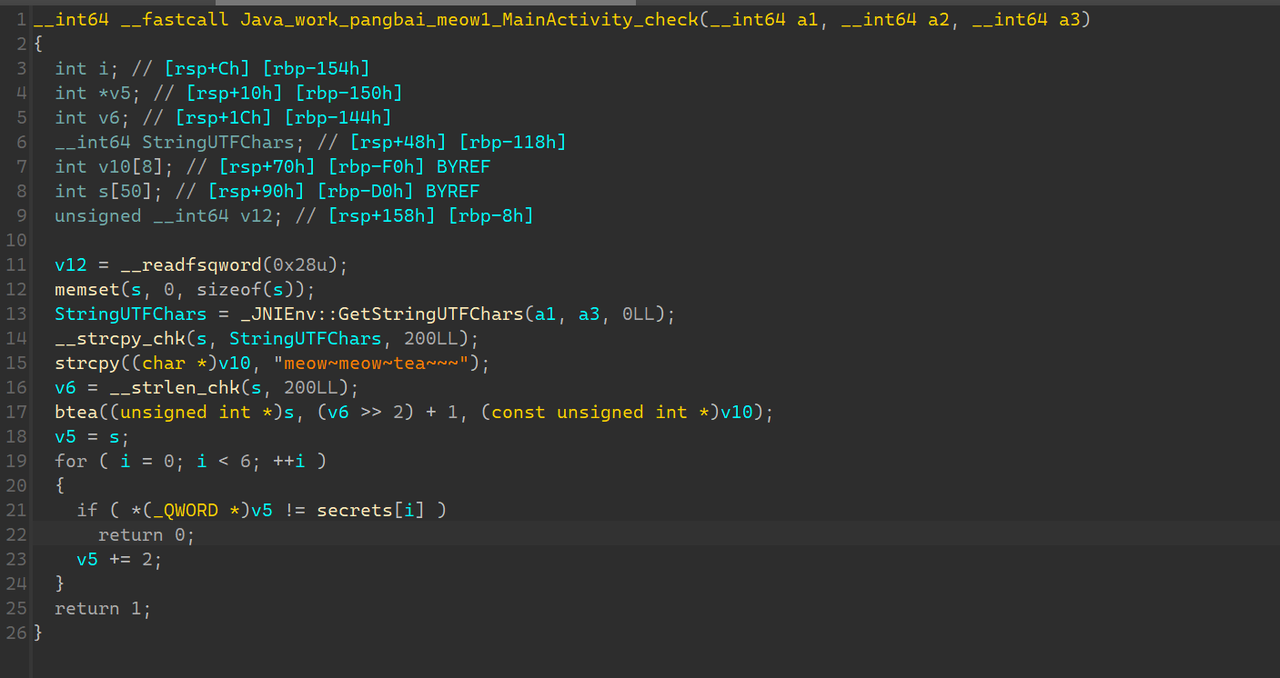 1 __int64 __fastcall Java_work_pangbai_meow1_MainActivity_check(__int64 a1, __int64 a2, __int64 a3)
2 {
3   int i; // [rsp+Ch] [rbp-154h]
4   int *v5; // [rsp+10h] [rbp-150h]
5   int v6; // [rsp+1Ch] [rbp-144h]
6   __int64 StringUTFChars; // [rsp+48h] [rbp-118h]
7   int v10[8]; // [rsp+70h] [rbp-F0h] BYREF
8   int s[50]; // [rsp+90h] [rbp-D0h] BYREF
9   unsigned __int64 v12; // [rsp+158h] [rbp-8h]
10
11   v12 = __readfsqword(0x28u);
12   memset(s, 0, sizeof(s));
13   StringUTFChars = _JNIEnv::GetStringUTFChars(a1, a3, 0LL);
14   __strcpy_chk(s, StringUTFChars, 200LL);
15   strcpy((char *)v10, "meow~meow~tea~~~");
16   v6 = __strlen_chk(s, 200LL);
17   btea((unsigned int *)s, (v6 >> 2) + 1, (const unsigned int *)v10);
18   v5 = s;
19   for ( i = 0; i < 6; ++i )
20   {
21     if ( *(_QWORD *)v5 != secrets[i] )
22       return 0;
23     v5 += 2;
24   }
25   return 1;
26 }